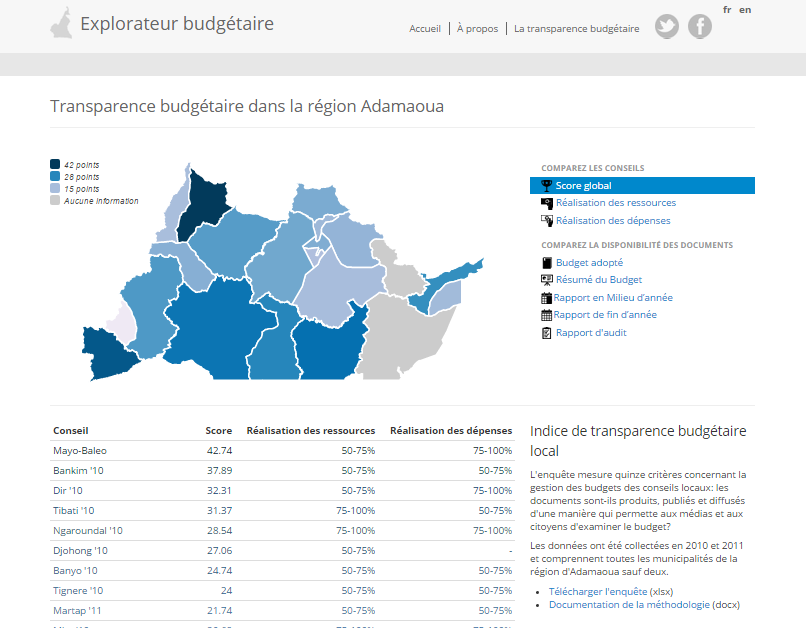 fr en
Explorateur budgétaire
Accueil | À propos | La transparence budgétaire
Transparence budgétaire dans la région Adamaoua
42 points
28 points
15 points
Aucune information
COMPAREZ LES CONSEILS
Score global
Réalisation des ressources
Réalisation des dépenses
COMPAREZ LA DISPONIBILITÉ DES DOCUMENTS
Budget adopté
Résumé du Budget
Rapport en Milieu d'année
Rapport de fin d'année
Rapport d'audit
Conseil Score Réalisation des ressources Réalisation des dépenses
Mayo-Baleo 42.74 50-75% 75-100%
Bankim '10 37.89 50-75% 50-75%
Dir '10 32.31 50-75% 75-100%
Tibati '10 31.37 75-100% 50-75%
Ngaroundal '10 28.54 75-100% 75-100%
Djohong '10 27.06 50-75% -
Banyo '10 24.74 50-75% 50-75%
Tignere '10 24 50-75% 50-75%
Martap '11 21.74 50-75% 50-75%
Indice de transparence budgétaire
local
L'enquête mesure quinze critères concernant la
gestion des budgets des conseils locaux: les
documents sont-ils produits, publiés et diffusés
d'une manière qui permette aux médias et aux
citoyens d'examiner le budget?
Les données ont été collectées en 2010 et 2011
et comprennent toutes les municipalités de la
région d'Adamaoua sauf deux.
Télécharger l'enquête (xlsx)
Documentation de la méthodologie (docx)